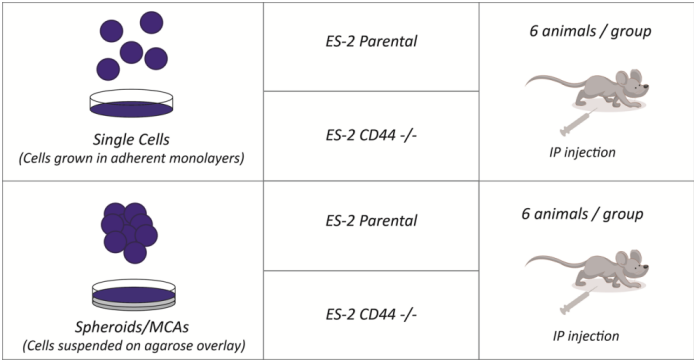 Single Cells
(Cells grown in adherent monolayers)
ES-2 Parental
ES-2 CD44 -/-
6 animals / group
IP injection
Spheroids/MCAs
(Cells suspended on agarose overlay)
ES-2 Parental
ES-2 CD44 -/-
6 animals / group
IP injection